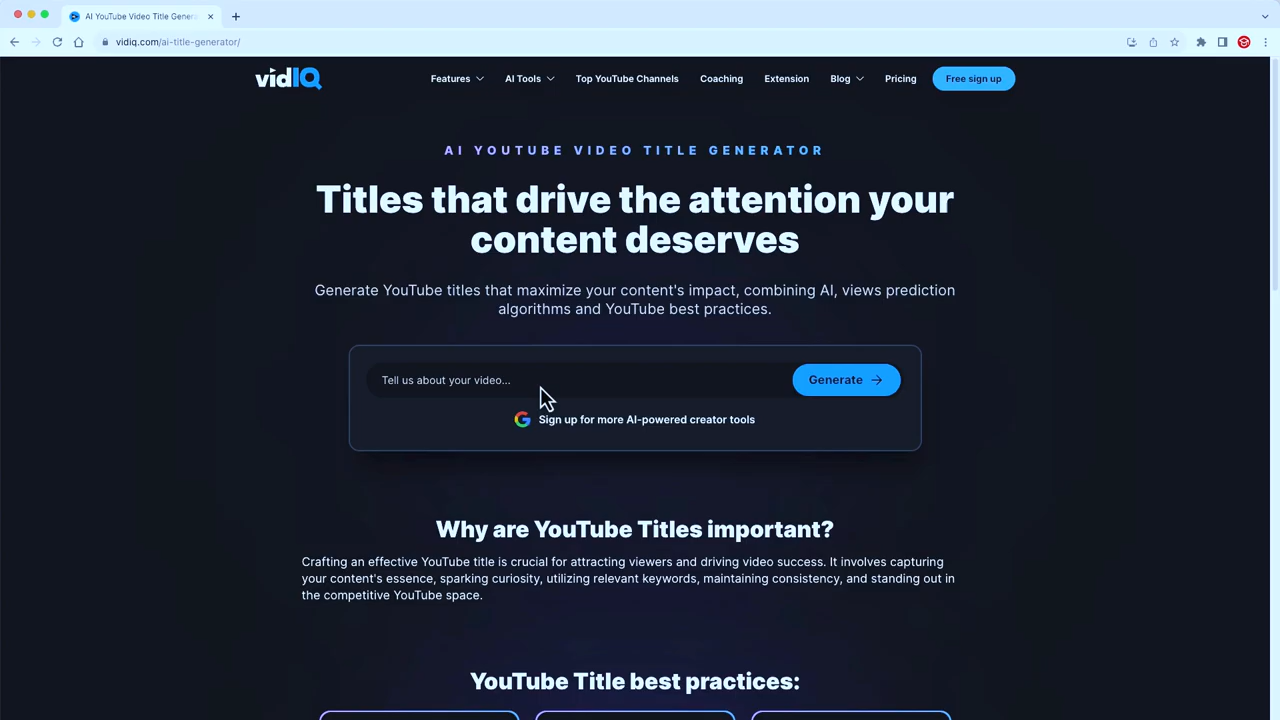 AI YouTube Video Title Genera
vidiq.com/ai-title-generator/
vidIQ
Features
AI Tools
Top YouTube Channels
Coaching
Extension
Blog
Pricing
Free sign up
AI YOUTUBE VIDEO TITLE GENERATOR
Titles that drive the attention your
content deserves
Generate YouTube titles that maximize your content's impact, combining AI, views prediction
algorithms and YouTube best practices.
Tell us about your video...
Generate
Sign up for more AI-powered creator tools
Why are YouTube Titles important?
Crafting an effective YouTube title is crucial for attracting viewers and driving video success. It involves capturing
your content's essence, sparking curiosity, utilizing relevant keywords, maintaining consistency, and standing out in
the competitive YouTube space.
YouTube Title best practices: